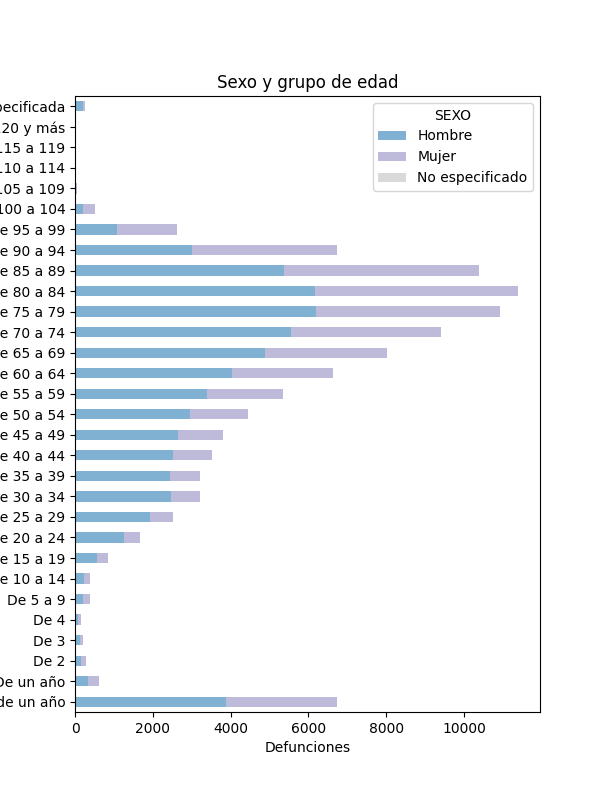 Sexo y grupo de edad
SEXO
Hombre
Mujer
No especificado
pecificada
20 y más
115 a 119
110 a 114
105 a 109
100 a 104
e 95 a 99
e 90 a 94
e 85 a 89
e 80 a 84
e 75 a 79
e 70 a 74
e 65 a 69
e 60 a 64
e 55 a 59
e 50 a 54
e 45 a 49
e 40 a 44
e 35 a 39
e 30 a 34
e 25 a 29
e 20 a 24
e 15 a 19
e 10 a 14
De 5 a 9
De 4
De 3
De 2
De un año
de un año
0 2000 4000 6000 8000 10000
Defunciones